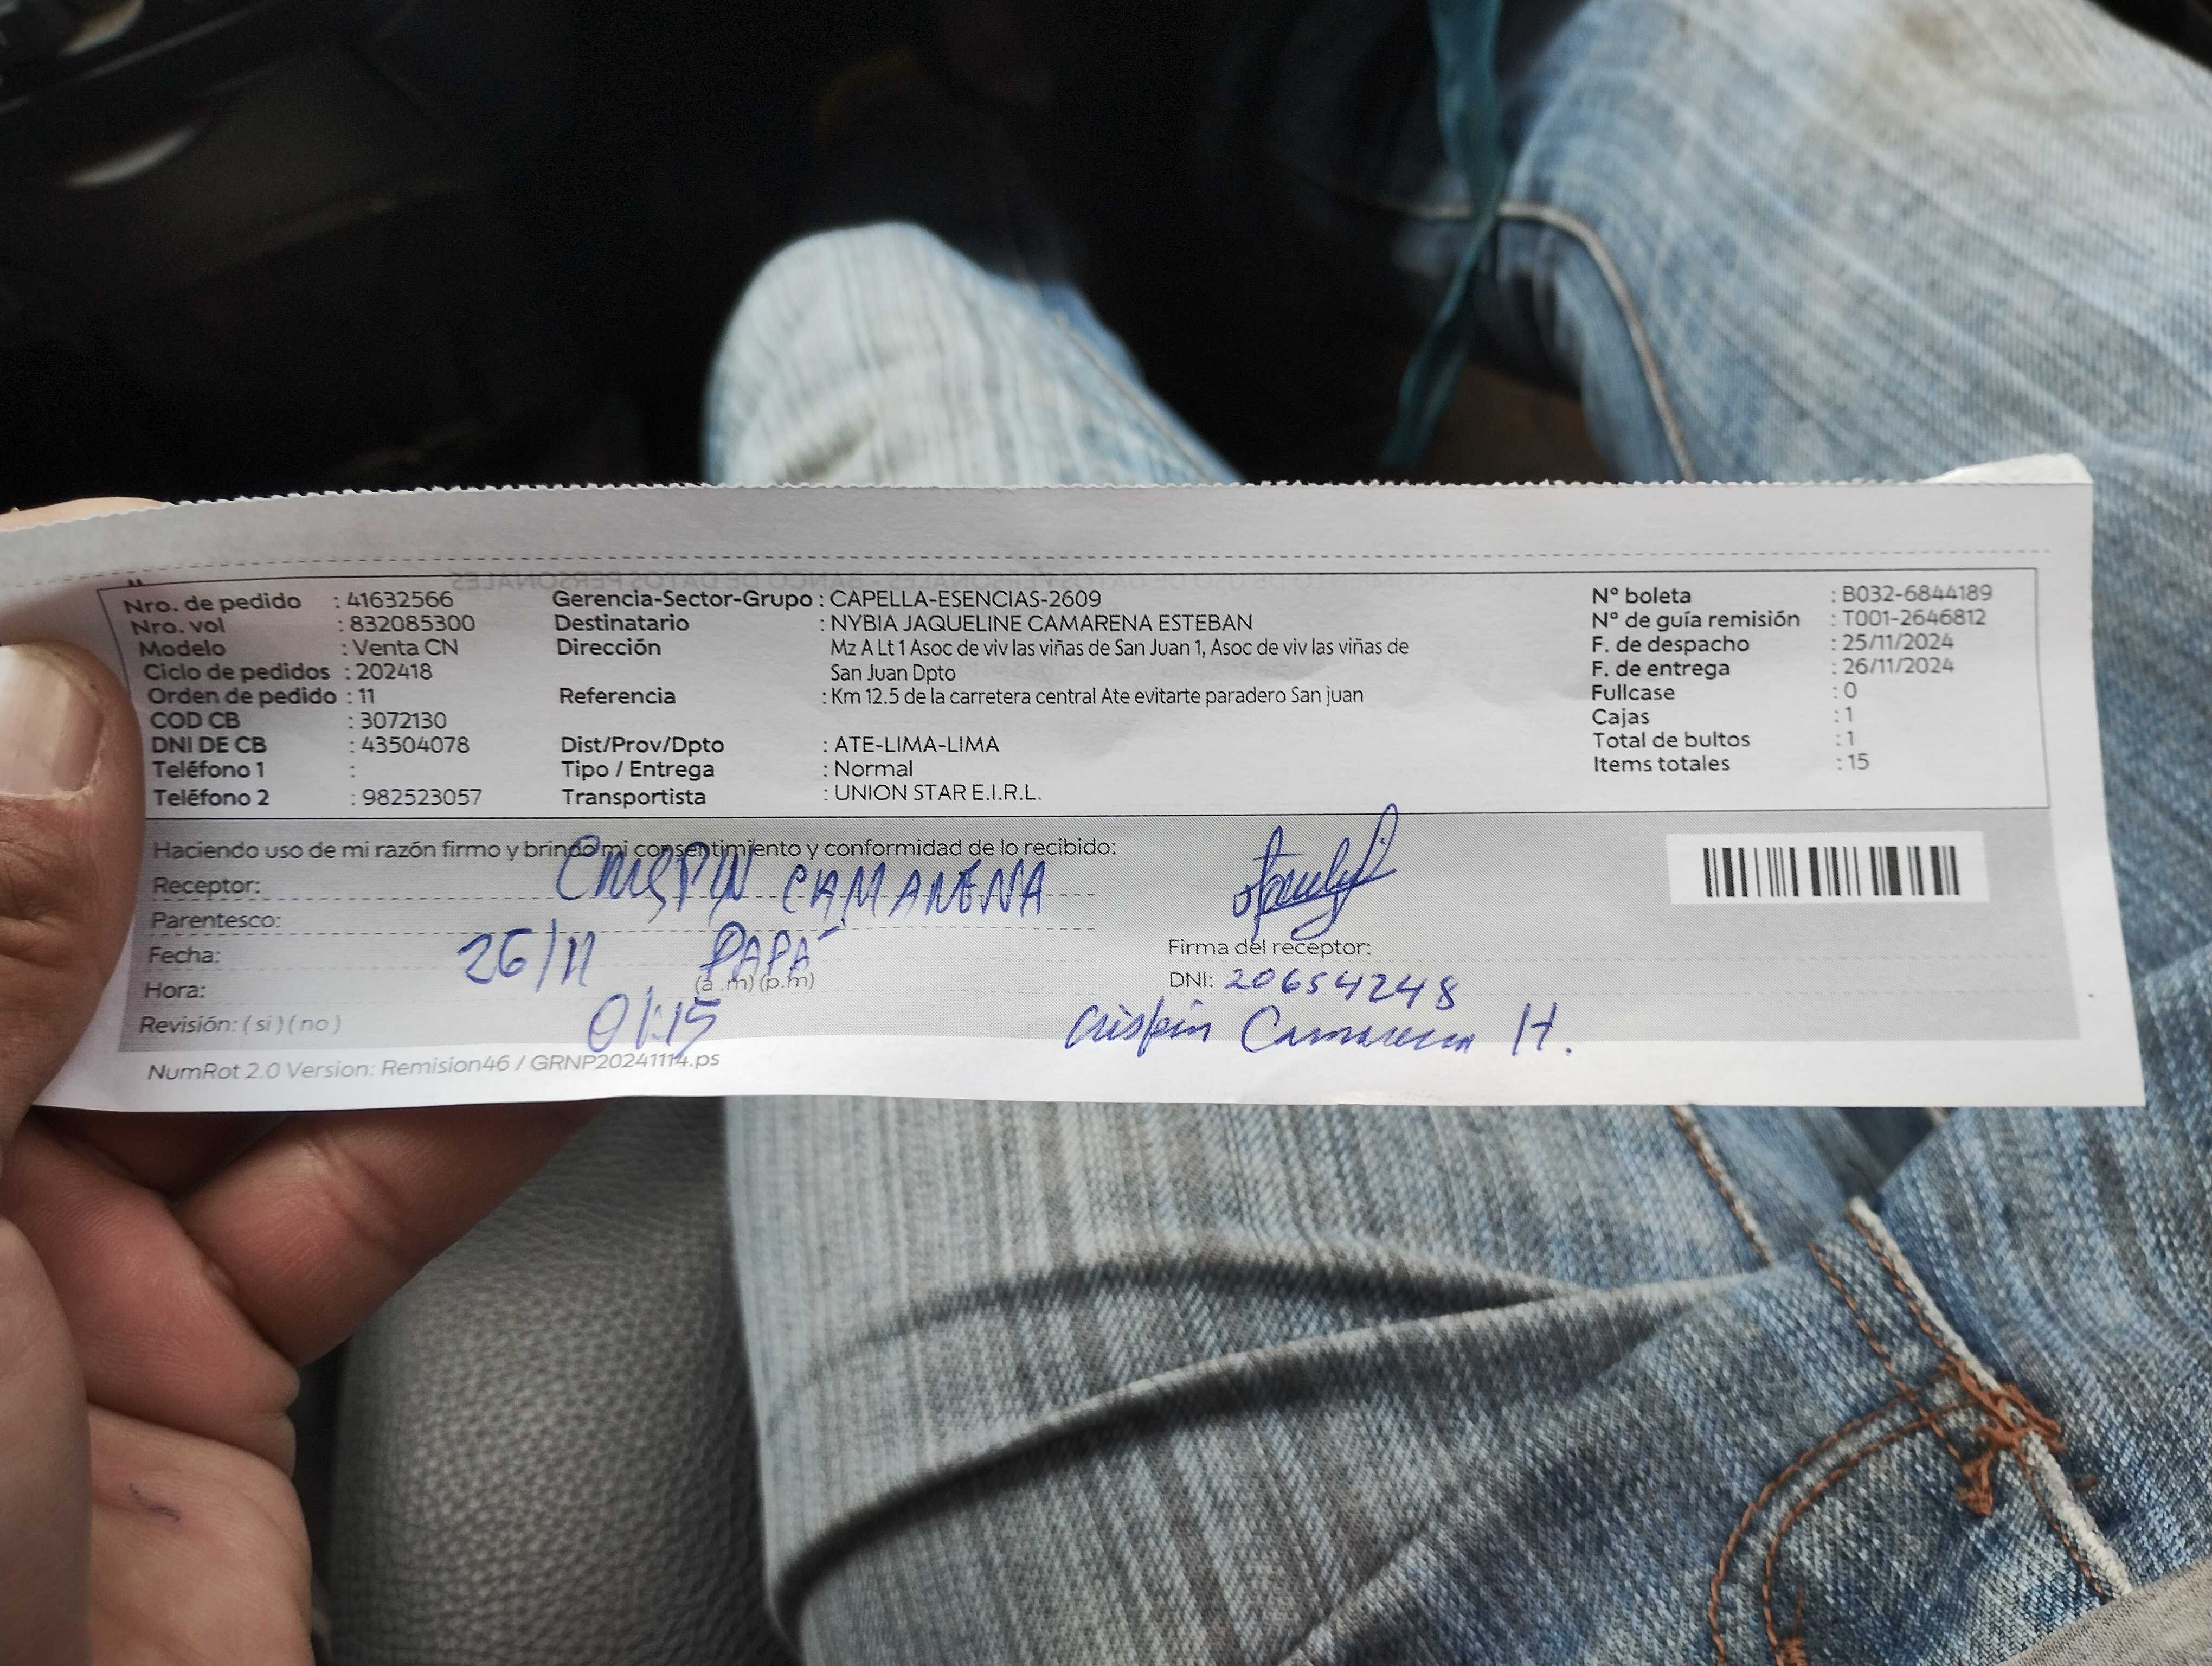 Nro. de pedido : 41632566 Gerencia-Sector-Grupo : CAPELLA-ESENCIAS-2609 N° boleta : B032-6844189
Nro. vol : 832085300 Destinatario : NYBIA JAQUELINE CAMARENA ESTEBAN N° de guía remisión : T001-2646812
Modelo : Venta CN Dirección Mz A Lt 1 Asoc de viv las viñas de San Juan 1, Asoc de viv las viñas de F. de despacho : 25/11/2024
Ciclo de pedidos : 202418 San Juan Dpto F. de entrega : 26/11/2024
Orden de pedido : 11 Referencia : Km 12.5 de la carretera central Ate evitarte paradero San juan Fullcase : 0
COD CB : 3072130 Cajas : 1
DNI DE CB : 43504078 Dist/Prov/Dpto : ATE-LIMA-LIMA Total de bultos : 1
Teléfono 1 : Tipo / Entrega : Normal Items totales : 15
Teléfono 2 : 982523057 Transportista : UNION STAR E.I.R.L.
Haciendo uso de mi razón firmo y brindo mi consentimiento y conformidad de lo recibido:
Receptor: CRISPIN CAMARENA
Parentesco: PAPÁ
Fecha: 26/11 Firma del receptor:
Hora: 01:15 (a .m) (p.m) DNI: 20654248
Revisión: ( si ) ( no ) Crispin Camarena H.
NumRot 2.0 Version: Remision46 / GRNP20241114.ps